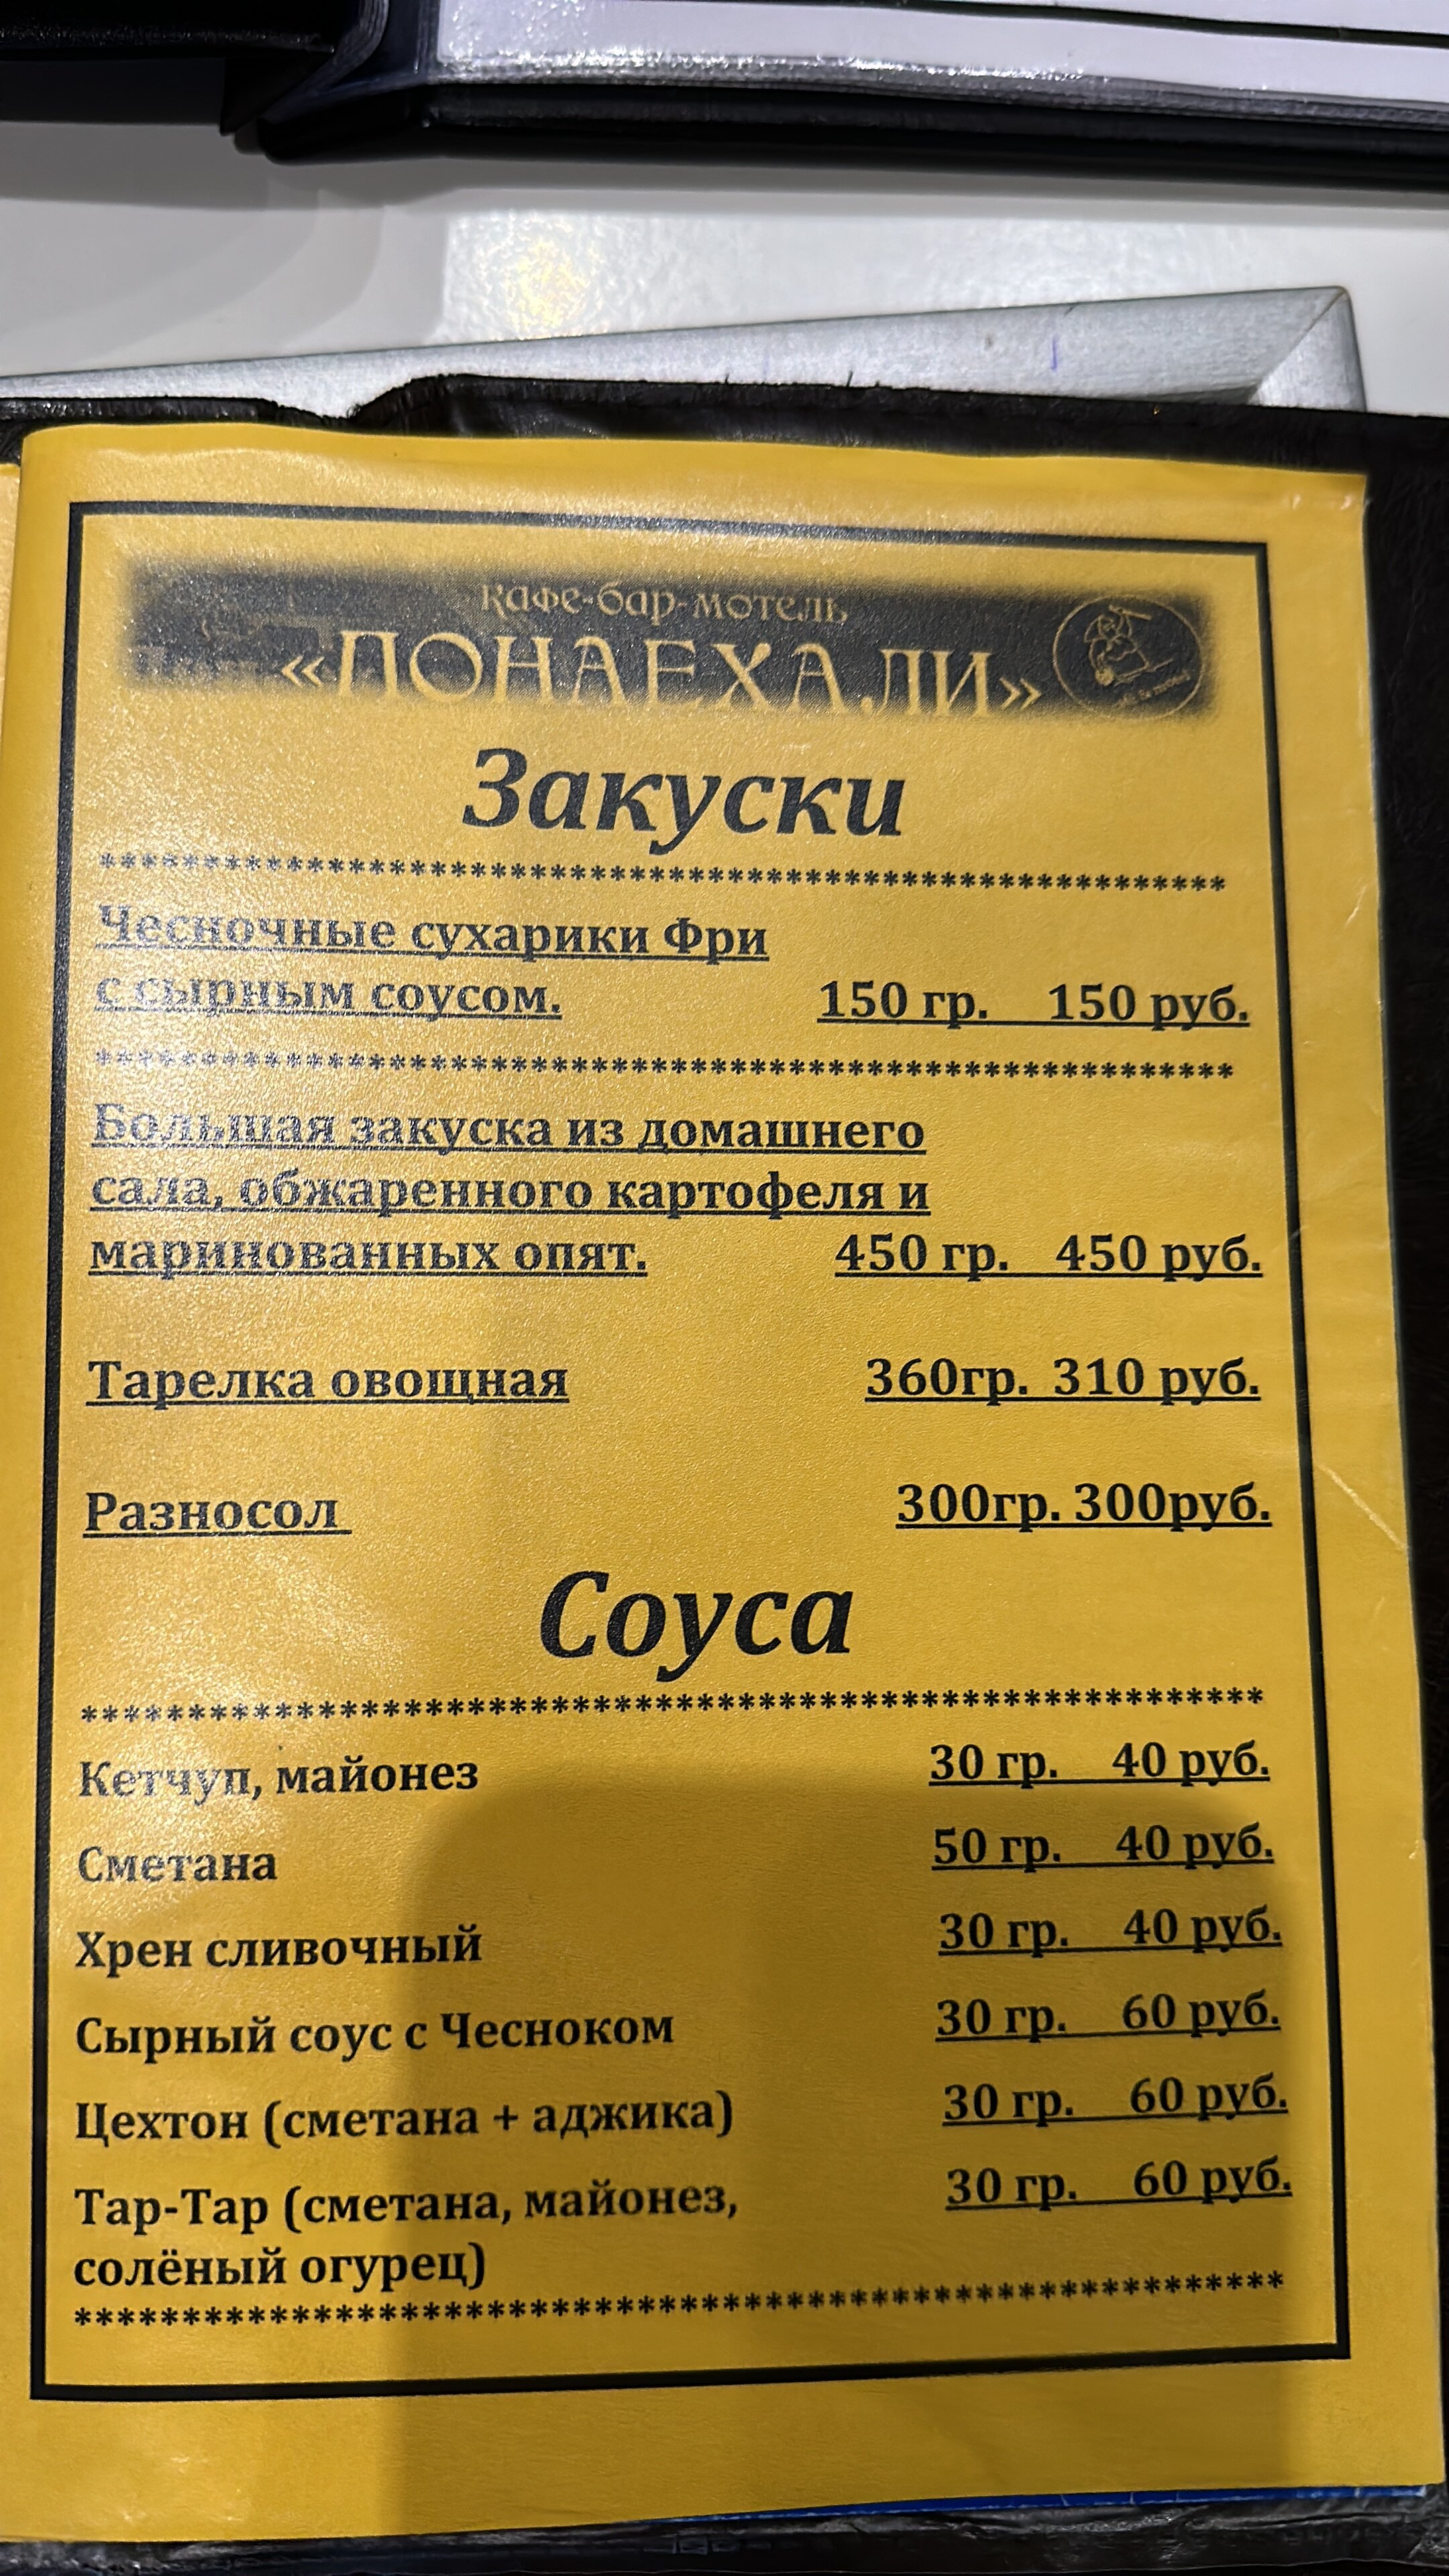 кафе-бар-мотель
«ПОНАЕХАЛИ»
Закуски
Чесночные сухарики Фри
с сырным соусом. 150 гр. 150 руб.
Большая закуска из домашнего
сала, обжаренного картофеля и
маринованных опят. 450 гр. 450 руб.
Тарелка овощная 360гр. 310 руб.
Разносол 300гр. 300руб.
Соуса
Кетчуп, майонез 30 гр. 40 руб.
Сметана 50 гр. 40 руб.
Хрен сливочный 30 гр. 40 руб.
Сырный соус с Чесноком 30 гр. 60 руб.
Цехтон (сметана + аджика) 30 гр. 60 руб.
Тар-Тар (сметана, майонез, 30 гр. 60 руб.
солёный огурец)